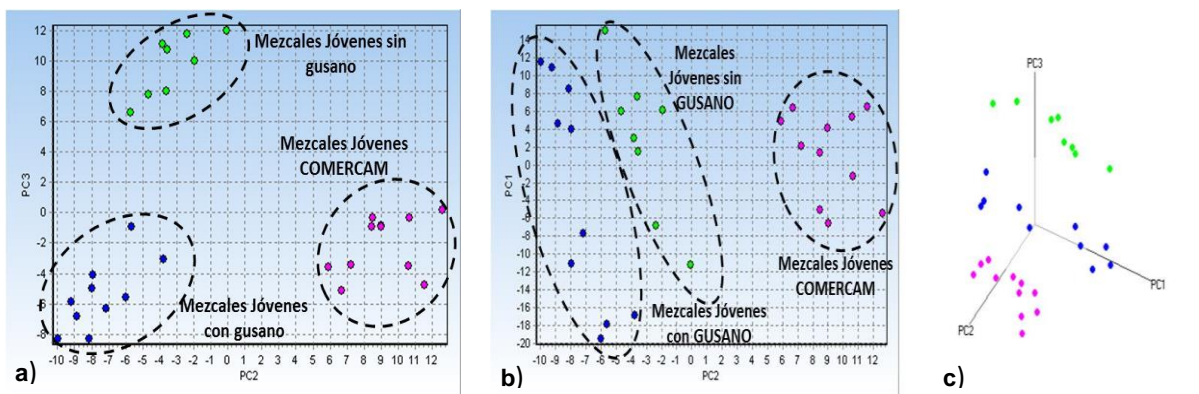 12
10
8
6
4
2
0
-2
-4
-6
-8
PC3
Mezcales Jóvenes sin
gusano
Mezcales Jóvenes
COMERCAM
Mezcales Jóvenes
con gusano
-10 -9 -8 -7 -6 -5 -4 -3 -2 -1 0 1 2 3 4 5 6 7 8 9 10 11 12
PC2
a)
14
12
10
8
6
4
2
0
-2
-4
-6
-8
-10
-12
-14
-16
-18
-20
PC1
Mezcales
Jóvenes sin
GUSANO
Mezcales Jóvenes
COMERCAM
Mezcales Jóvenes
con GUSANO
-10 -9 -8 -7 -6 -5 -4 -3 -2 -1 0 1 2 3 4 5 6 7 8 9 10 11 12
PC2
b)
PC3
PC1
PC2
c)